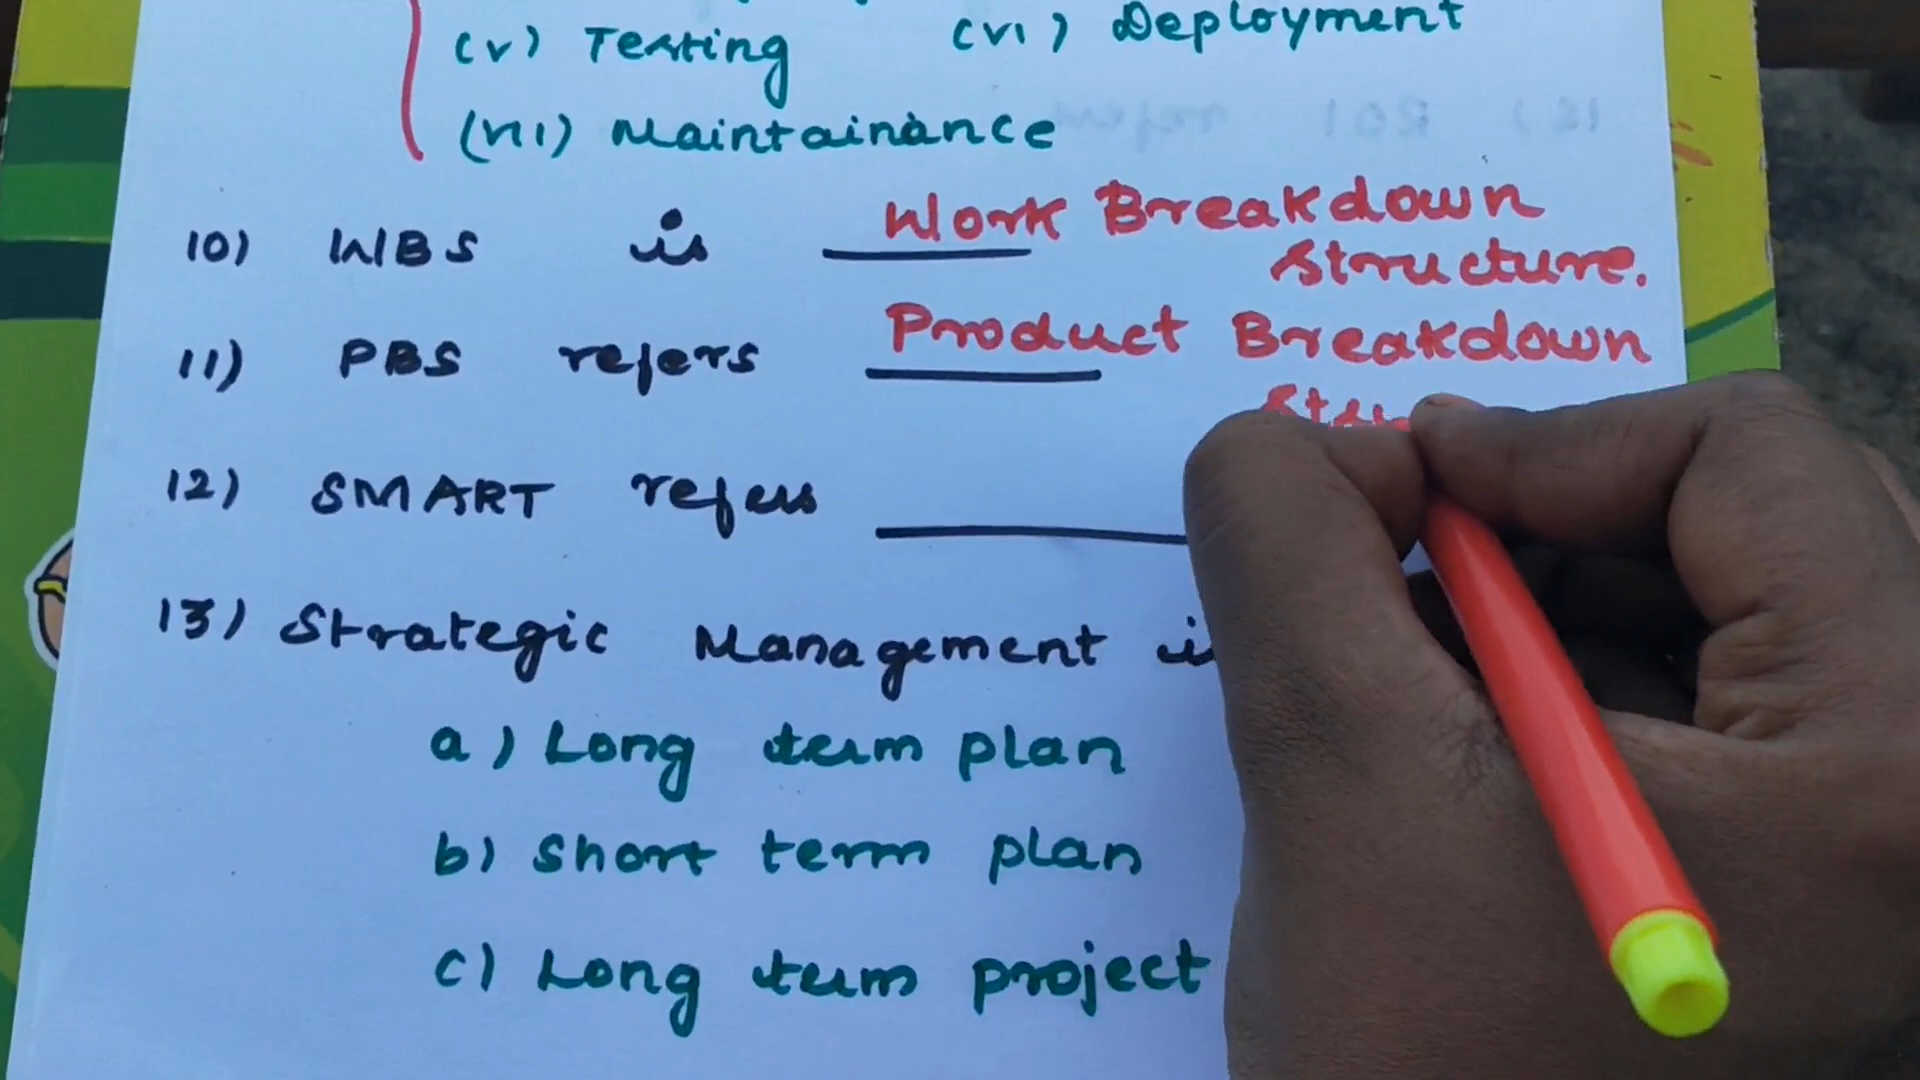 (v) Testing (vi) Deployment
(vii) Maintainance
10) WBS is Work Breakdown
Structure.
11) PBS refers Product Breakdown
12) SMART refers
13) Strategic Management is
a) Long term plan
b) Short term plan
c) Long term project